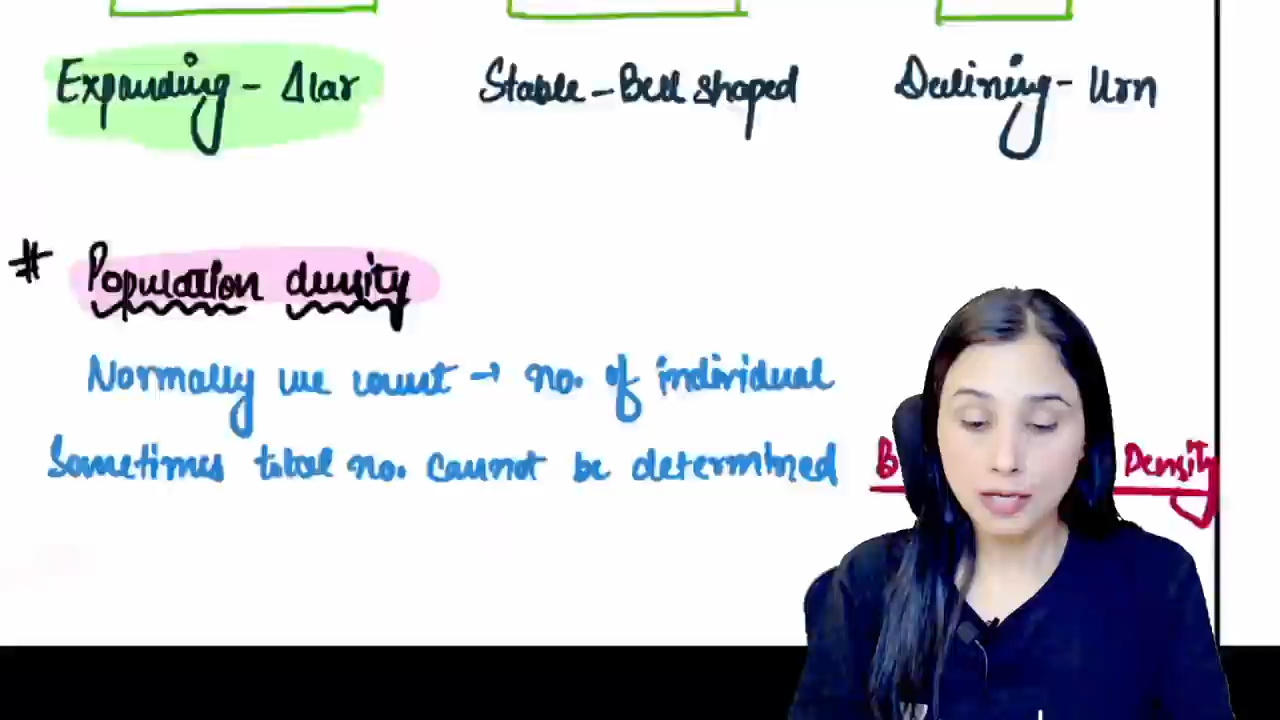 Expanding - Δlar
Stable - Bell shaped
Declining - Urn
# Population density
Normally we count → no. of individual
Sometimes total no. cannot be determined
Density